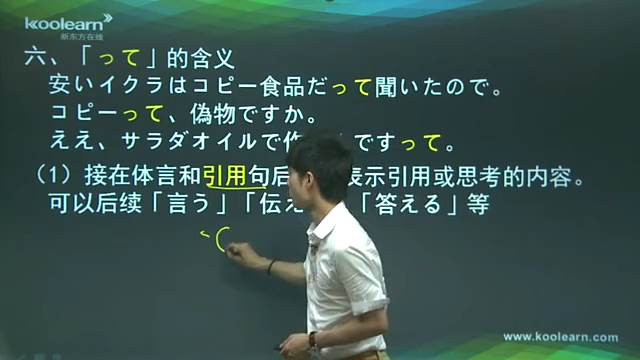 koolearn
新东方在线
六、「って」的含义
安いイクラはコピー食品だって聞いたので。
コピーって、偽物ですか。
ええ、サラダオイルで作 ですって。
（1）接在体言和引用句后 表示引用或思考的内容。
可以后续「言う」「伝え 「答える」等
www.koolearn.com